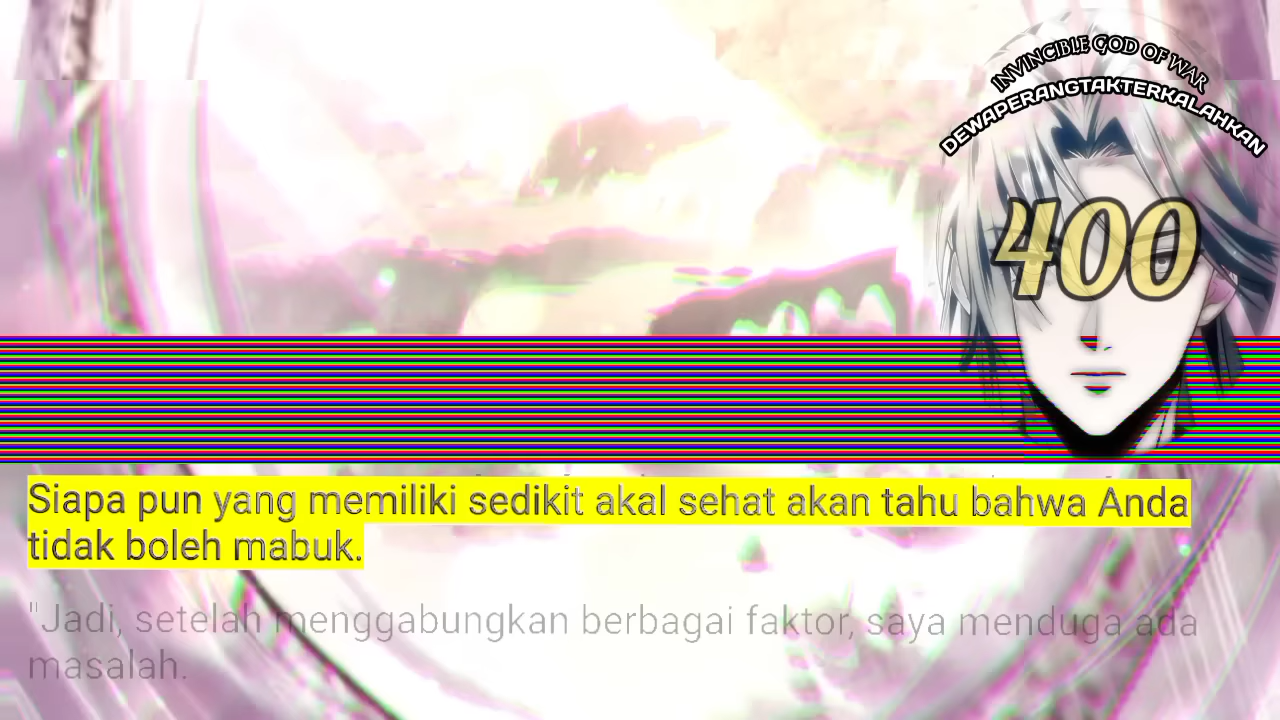 INVINCIBLE GOD OF WAR
DEWAPERANGTAKTERKALAHKAN
400
Siapa pun yang memiliki sedikit akal sehat akan tahu bahwa Anda
tidak boleh mabuk.
" Jadi, setelah menggabungkan berbagai faktor, saya menduga ada
masalah.